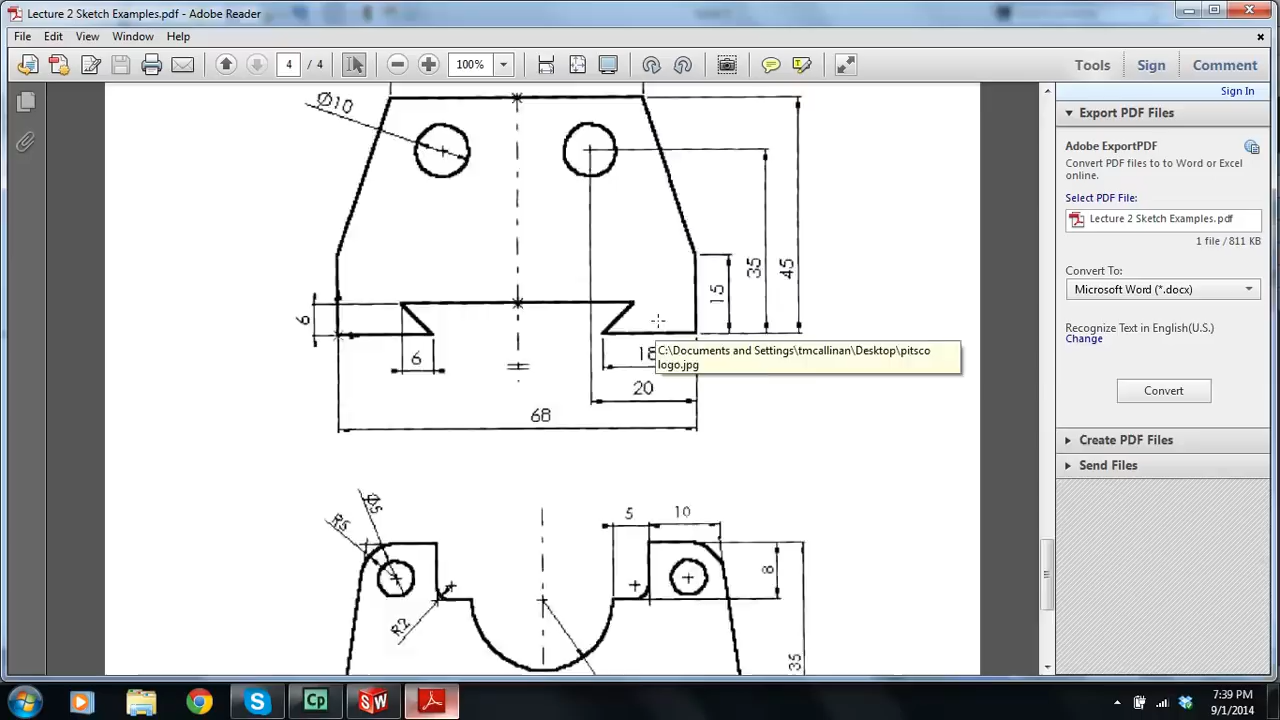 Lecture 2 Sketch Examples.pdf - Adobe Reader
File Edit View Window Help
4 / 4 100% Tools Sign Comment
Sign In
Export PDF Files
Adobe ExportPDF
Convert PDF files to to Word or Excel
online.
Select PDF File:
Lecture 2 Sketch Examples.pdf
1 file / 811 KB
Convert To:
Microsoft Word (*.docx)
Recognize Text in English(U.S.)
Change
Convert
Create PDF Files
Send Files
Ø10
35
45
15
6
6
18
C:\Documents and Settings\tmcallinan\Desktop\pitsco
logo.jpg
20
68
Ø5
R5
5
10
8
R2
35
7:39 PM
9/1/2014